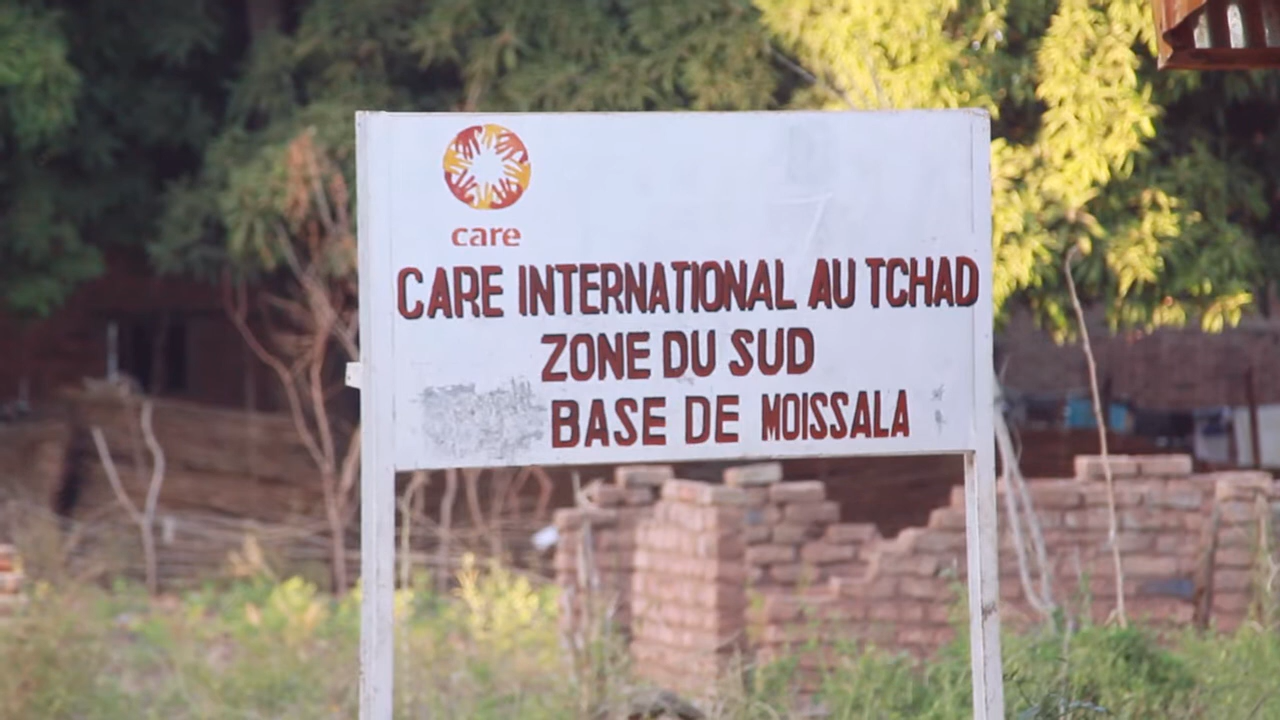 care
CARE INTERNATIONAL AU TCHAD
ZONE DU SUD
BASE DE MOISSALA